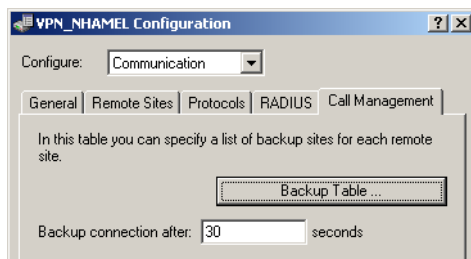 VPN_NHAMEL Configuration
Configure: Communication
General Remote Sites Protocols RADIUS Call Management
In this table you can specify a list of backup sites for each remote
site.
Backup Table ...
Backup connection after: 30 seconds